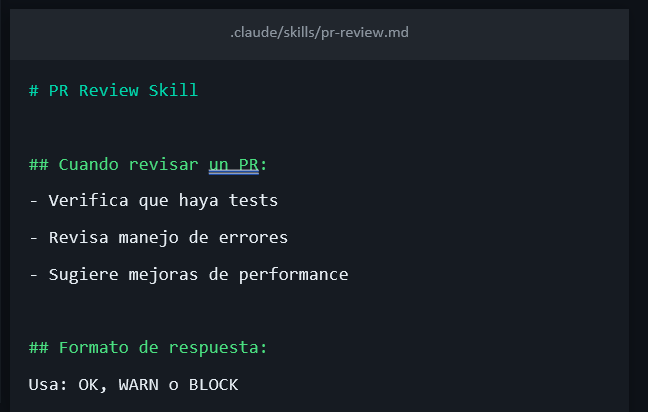 .claude/skills/pr-review.md
# PR Review Skill
## Cuando revisar un PR:
- Verifica que haya tests
- Revisa manejo de errores
- Sugiere mejoras de performance
## Formato de respuesta:
Usa: OK, WARN o BLOCK